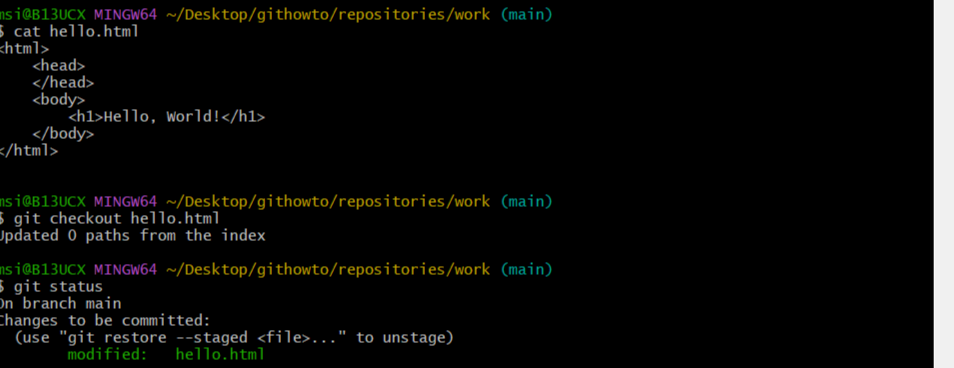 msi@B13UCX MINGW64 ~/Desktop/githowto/repositories/work (main)
$ cat hello.html
<html>
    <head>
    </head>
    <body>
        <h1>Hello, World!</h1>
    </body>
</html>
msi@B13UCX MINGW64 ~/Desktop/githowto/repositories/work (main)
$ git checkout hello.html
Updated 0 paths from the index
msi@B13UCX MINGW64 ~/Desktop/githowto/repositories/work (main)
$ git status
On branch main
Changes to be committed:
  (use "git restore --staged <file>..." to unstage)
        modified:   hello.html